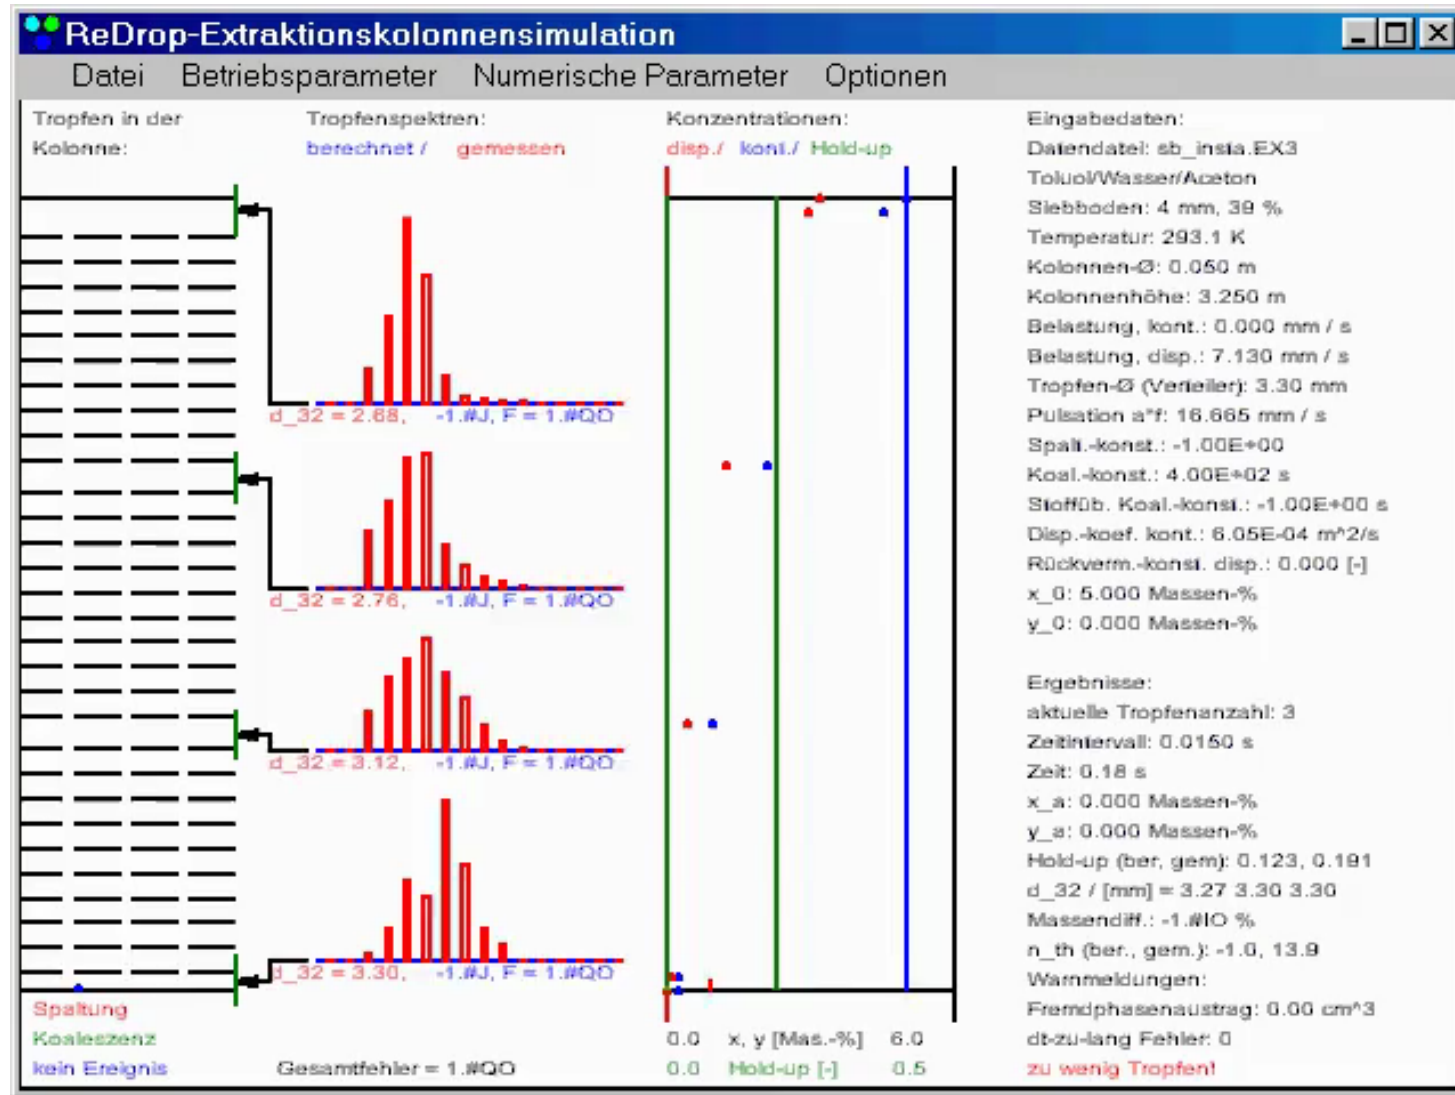 ReDrop-Extraktionskolonnensimulation
Datei Betriebsparameter Numerische Parameter Optionen
Tropfen in der
Kolonne:
Tropfenspektren:
berechnet / gemessen
d_32 = 2.68, -1.#J, F = 1.#QO
d_32 = 2.76, -1.#J, F = 1.#QO
d_32 = 3.12, -1.#J, F = 1.#QO
d_32 = 3.30, -1.#J, F = 1.#QO
Spaltung
Koaleszenz
kein Ereignis
Gesamtfehler = 1.#QO
Konzentrationen:
disp./ kont./ Hold-up
0.0 x, y [Mas.-%] 6.0
0.0 Hold-up [-] 0.5
Eingabedaten:
Datendatei: sb_insta.EX3
Toluol/Wasser/Aceton
Siebboden: 4 mm, 39 %
Temperatur: 293.1 K
Kolonnen-Ø: 0.050 m
Kolonnenhöhe: 3.250 m
Belastung, kont.: 0.000 mm / s
Belastung, disp.: 7.130 mm / s
Tropfen-Ø (Verteiler): 3.30 mm
Pulsation a*f: 16.665 mm / s
Spalt.-konst.: -1.00E+00
Koal.-konst.: 4.00E+02 s
Stoffüb. Koal.-konst.: -1.00E+00 s
Disp.-koef. kont.: 6.05E-04 m^2/s
Rückverm.-konst. disp.: 0.000 [-]
x_0: 5.000 Massen-%
y_0: 0.000 Massen-%
Ergebnisse:
aktuelle Tropfenanzahl: 3
Zeitintervall: 0.0150 s
Zeit: 0.18 s
x_a: 0.000 Massen-%
y_a: 0.000 Massen-%
Hold-up (ber, gem): 0.123, 0.191
d_32 / [mm] = 3.27 3.30 3.30
Massendiff.: -1.#IO %
n_th (ber., gem.): -1.0, 13.9
Warnmeldungen:
Fremdphasenaustrag: 0.00 cm^3
dt-zu-lang Fehler: 0
zu wenig Tropfen!